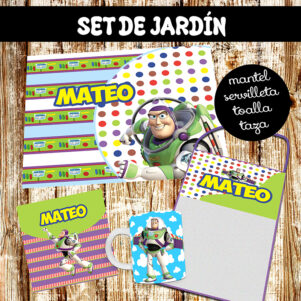 SET DE JARDÍN
mantel
servilleta
toalla
taza
MATEO
MATEO
MATEO